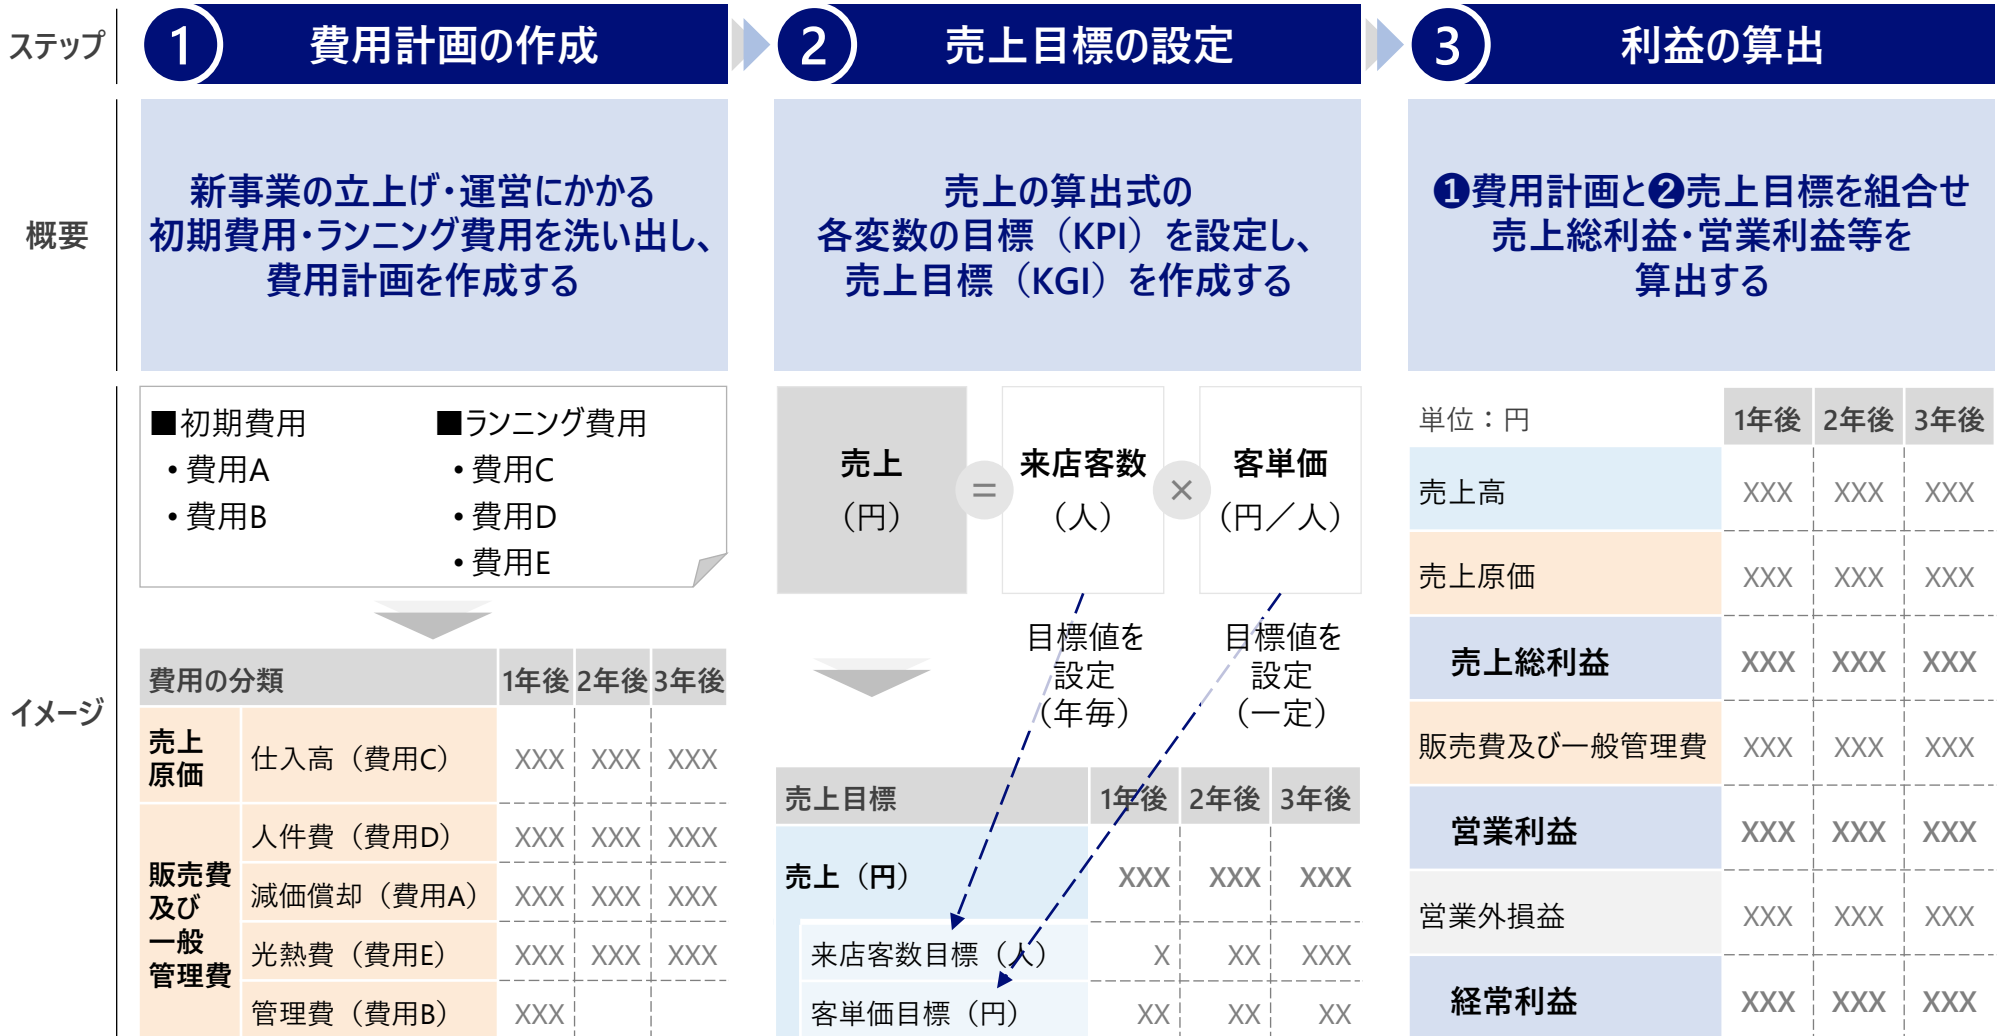 ステップ
1 費用計画の作成
2 売上目標の設定
3 利益の算出
概要
新事業の立上げ・運営にかかる
初期費用・ランニング費用を洗い出し、
費用計画を作成する
売上の算出式の
各変数の目標（KPI）を設定し、
売上目標（KGI）を作成する
❶費用計画と❷売上目標を組合せ
売上総利益・営業利益等を
算出する
イメージ
■初期費用
・費用A
・費用B
■ランニング費用
・費用C
・費用D
・費用E
費用の分類 1年後 2年後 3年後
売上
原価
仕入高（費用C） XXX XXX XXX
販売費
及び
一般
管理費
人件費（費用D） XXX XXX XXX
減価償却（費用A） XXX XXX XXX
光熱費（費用E） XXX XXX XXX
管理費（費用B） XXX
売上
（円）
＝
来店客数
（人）
×
客単価
（円／人）
目標値を
設定
（年毎）
目標値を
設定
（一定）
売上目標 1年後 2年後 3年後
売上（円） XXX XXX XXX
来店客数目標（人） X XX XXX
客単価目標（円） XX XX XX
単位：円 1年後 2年後 3年後
売上高 XXX XXX XXX
売上原価 XXX XXX XXX
売上総利益 XXX XXX XXX
販売費及び一般管理費 XXX XXX XXX
営業利益 XXX XXX XXX
営業外損益 XXX XXX XXX
経常利益 XXX XXX XXX